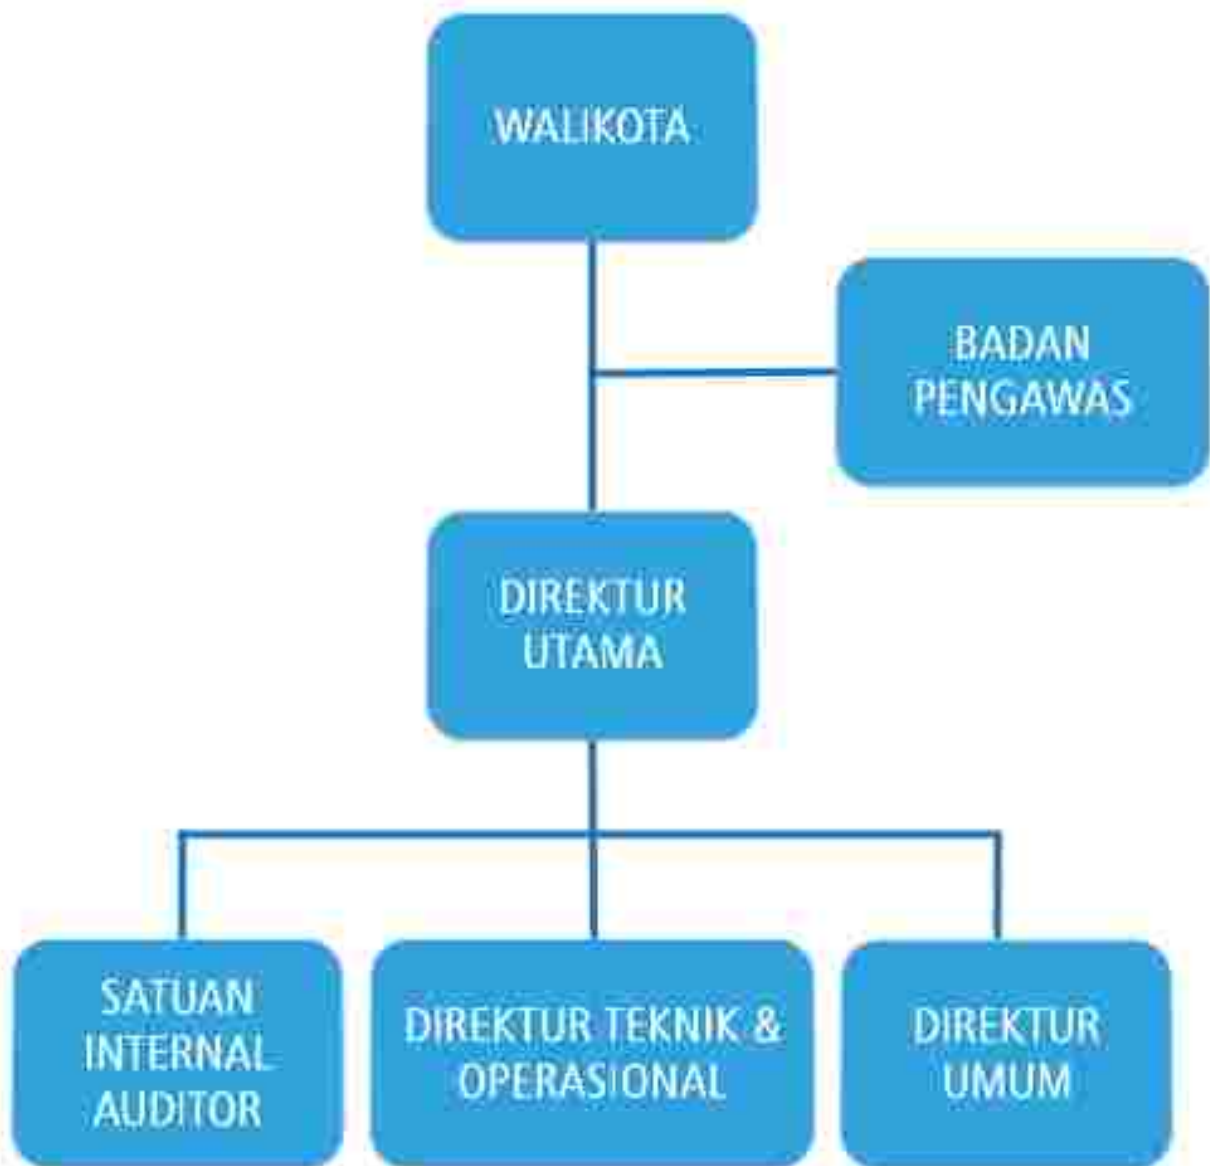 WALIKOTA
BADAN
PENGAWAS
DIREKTUR
UTAMA
SATUAN
INTERNAL
AUDITOR
DIREKTUR TEKNIK &
OPERASIONAL
DIREKTUR
UMUM